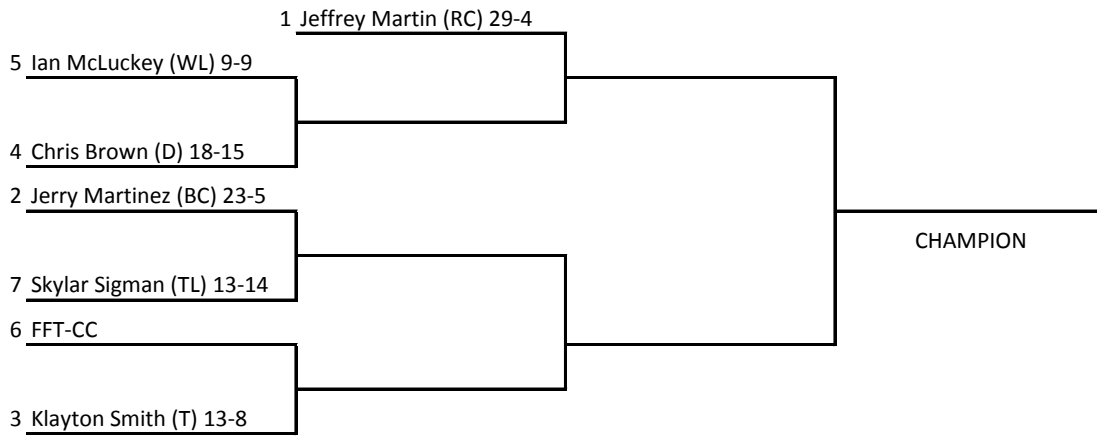 1 Jeffrey Martin (RC) 29-4
5 Ian McLuckey (WL) 9-9
4 Chris Brown (D) 18-15
2 Jerry Martinez (BC) 23-5
CHAMPION
7 Skylar Sigman (TL) 13-14
6 FFT-CC
3 Klayton Smith (T) 13-8